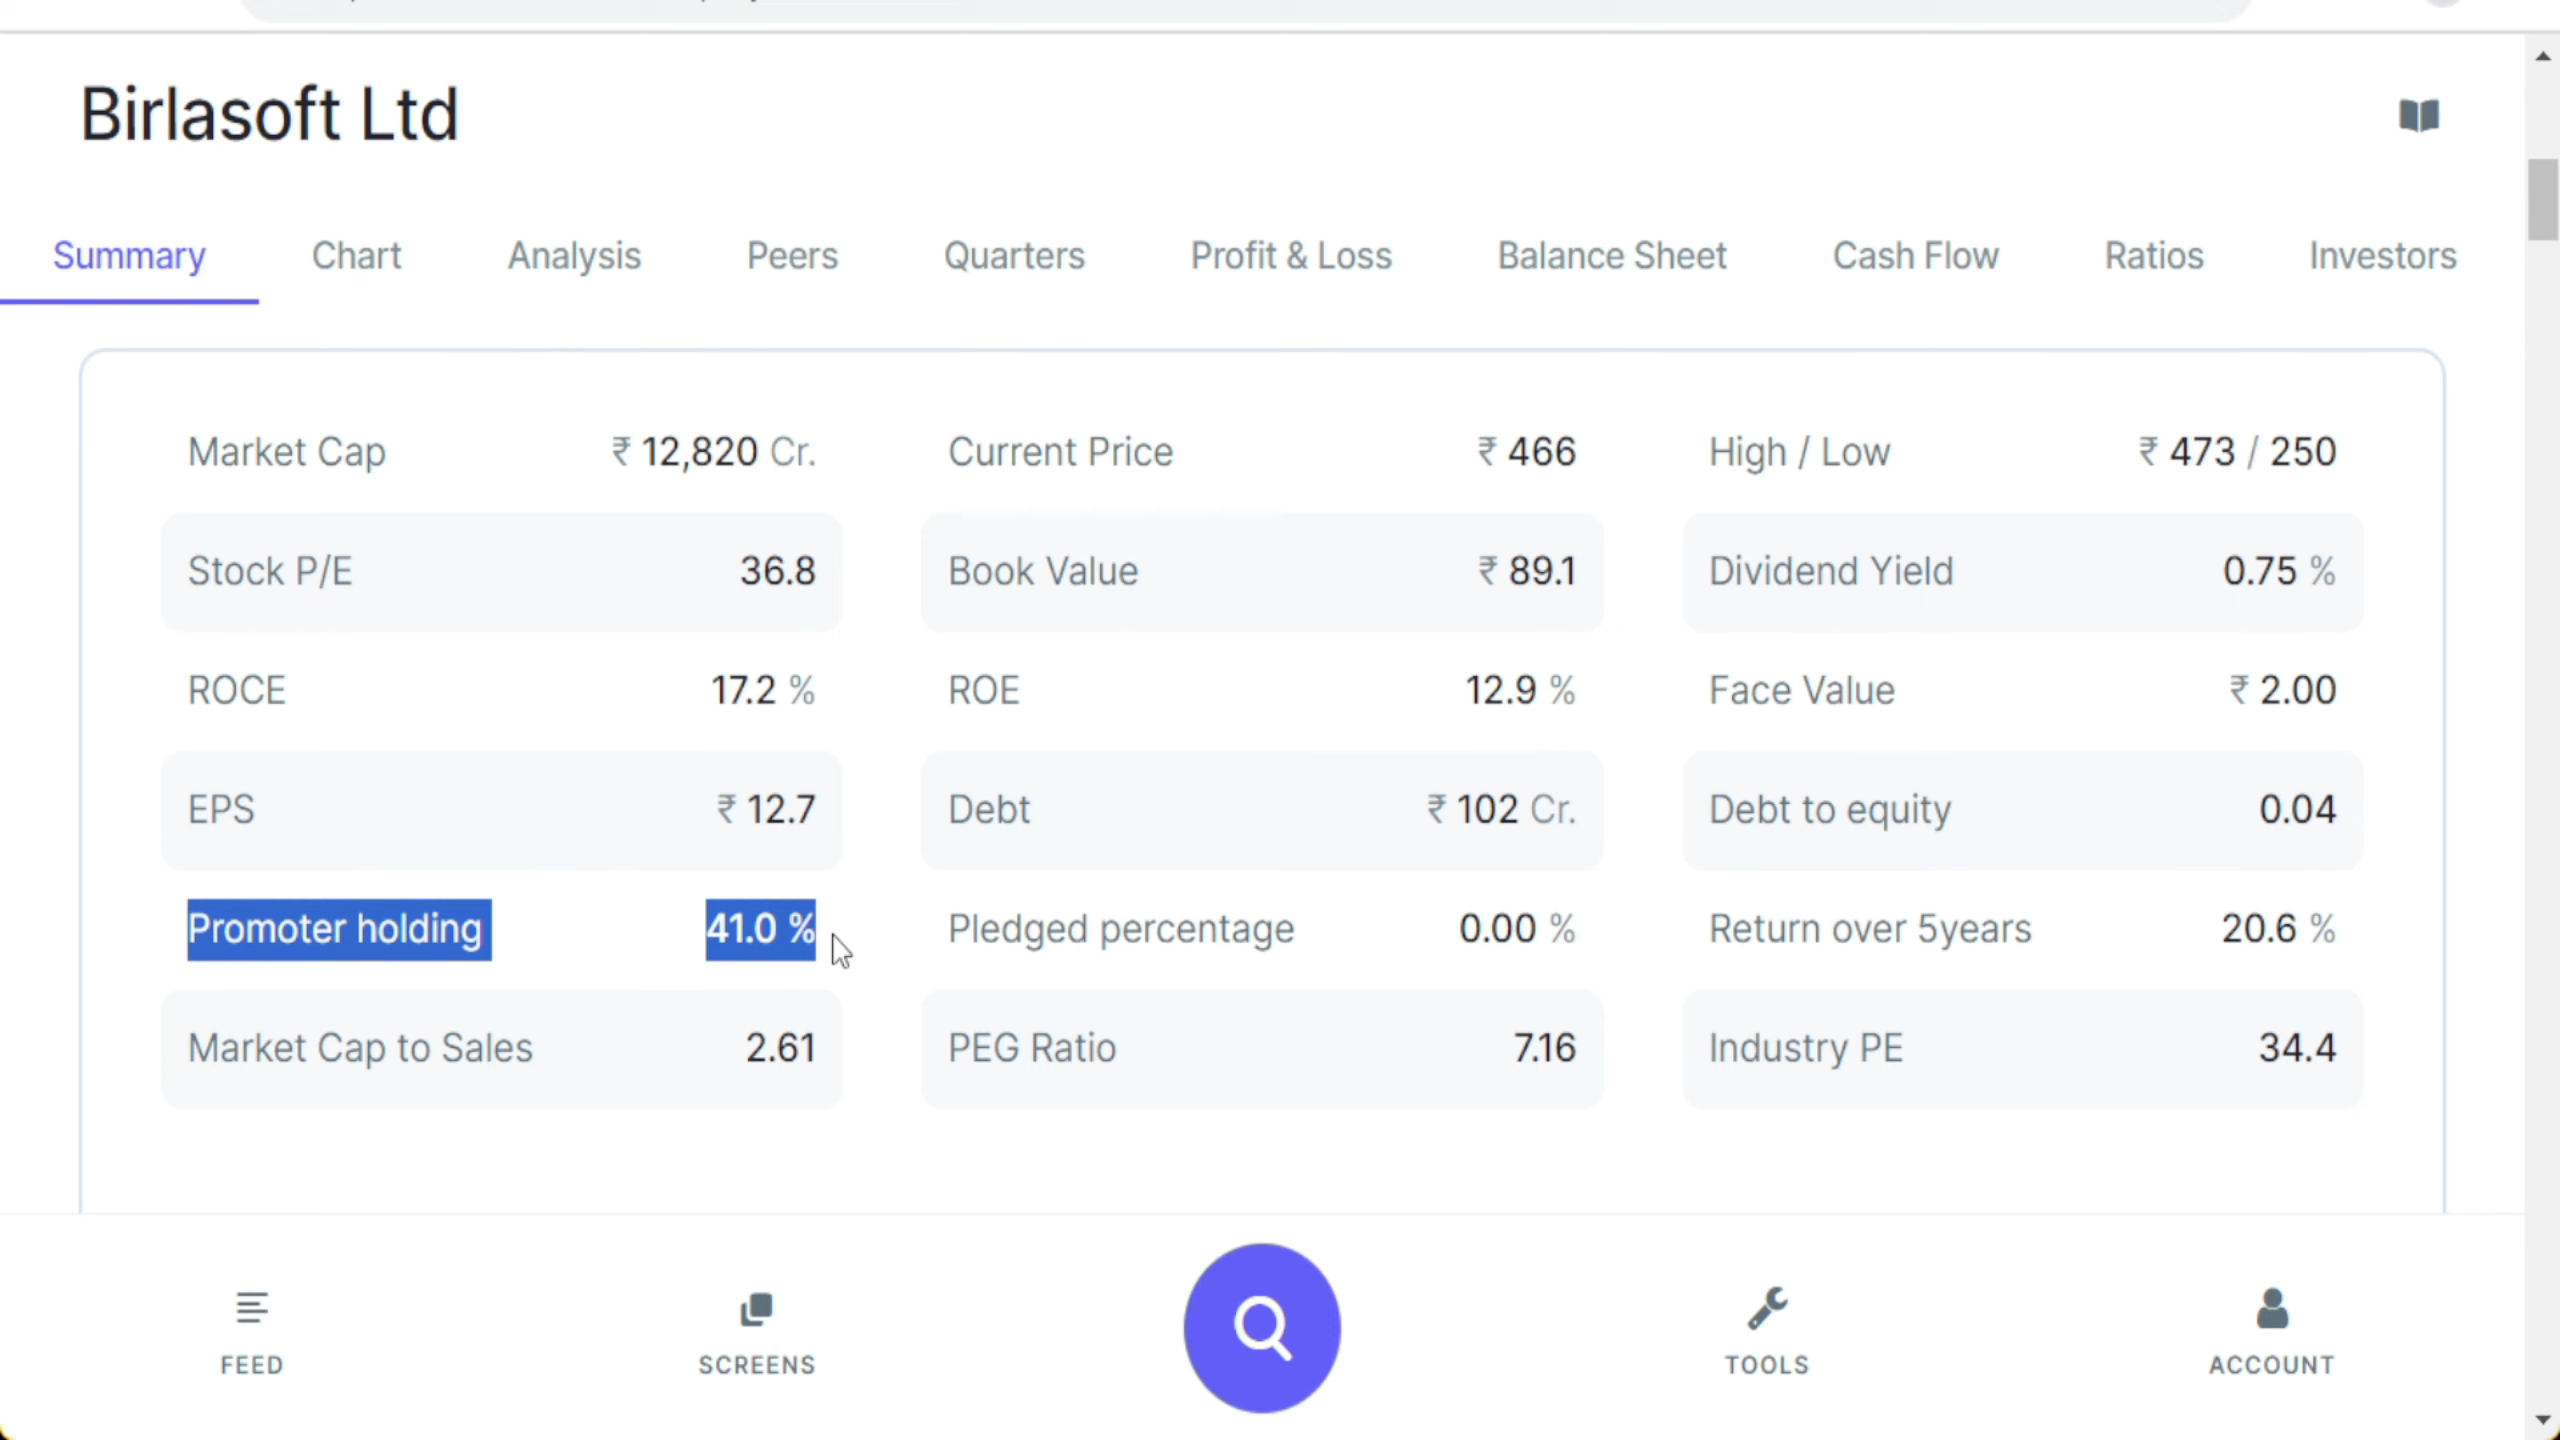 Birlasoft Ltd
Summary Chart Analysis Peers Quarters Profit & Loss Balance Sheet Cash Flow Ratios Investors
Market Cap ₹ 12,820 Cr. Current Price ₹ 466 High / Low ₹ 473 / 250
Stock P/E 36.8 Book Value ₹ 89.1 Dividend Yield 0.75 %
ROCE 17.2 % ROE 12.9 % Face Value ₹ 2.00
EPS ₹ 12.7 Debt ₹ 102 Cr. Debt to equity 0.04
Promoter holding 41.0 % Pledged percentage 0.00 % Return over 5years 20.6 %
Market Cap to Sales 2.61 PEG Ratio 7.16 Industry PE 34.4
FEED SCREENS TOOLS ACCOUNT